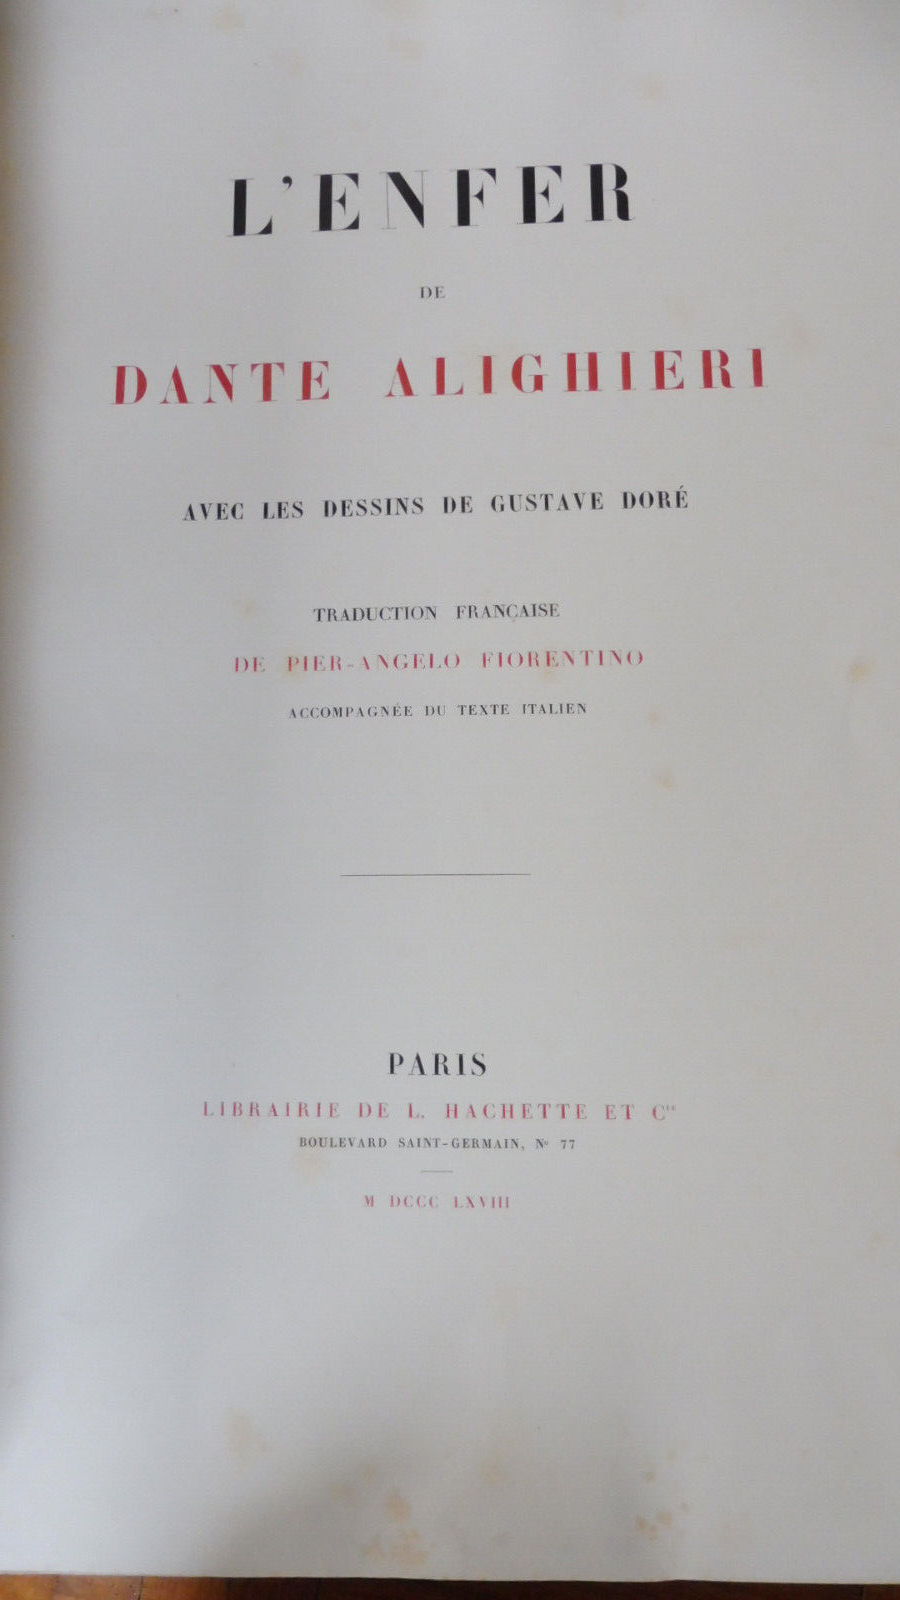 L'ENFER
DE
DANTE ALIGHIERI
AVEC LES DESSINS DE GUSTAVE DORÉ
TRADUCTION FRANÇAISE
DE PIER-ANGELO FIORENTINO
ACCOMPAGNÉE DU TEXTE ITALIEN
PARIS
LIBRAIRIE DE L. HACHETTE ET Cie
BOULEVARD SAINT-GERMAIN, No 77
M DCCC LXVIII